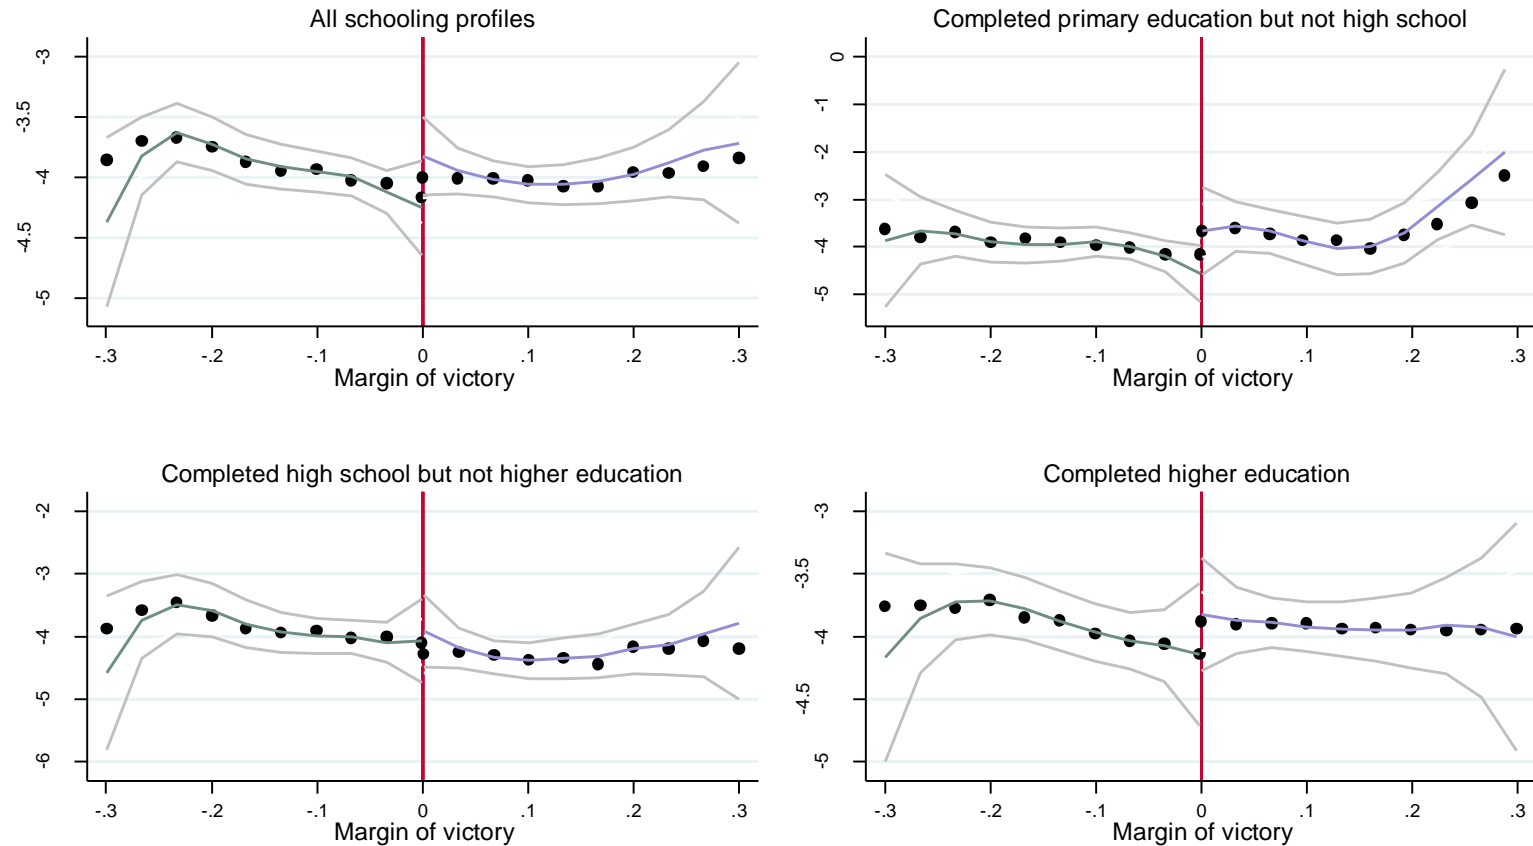 All schooling profiles
-3
-3.5
-4
-4.5
-5
-.3 -.2 -.1 0 .1 .2 .3
Margin of victory
Completed primary education but not high school
0
-1
-2
-3
-4
-5
-.3 -.2 -.1 0 .1 .2 .3
Margin of victory
Completed high school but not higher education
-2
-3
-4
-5
-6
-.3 -.2 -.1 0 .1 .2 .3
Margin of victory
Completed higher education
-3
-3.5
-4
-4.5
-5
-.3 -.2 -.1 0 .1 .2 .3
Margin of victory